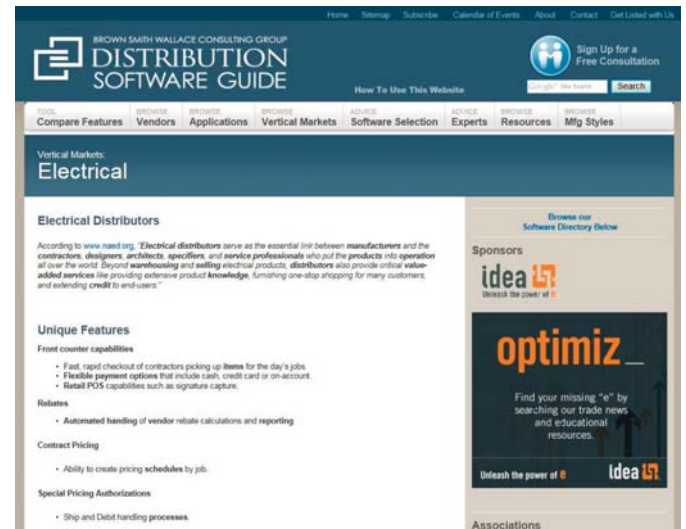 Home Sitemap Subscribe Calendar of Events About Contact Get Listed with Us
BROWN SMITH WALLACE CONSULTING GROUP
DISTRIBUTION
SOFTWARE GUIDE
How To Use This Website
Sign Up for a
Free Consultation
Google
Search
TOOL
Compare Features
BROWSE
Vendors
BROWSE
Applications
BROWSE
Vertical Markets
ADVICE
Software Selection
ADVICE
Experts
BROWSE
Resources
BROWSE
Mfg Styles
Vertical Markets:
Electrical
Electrical Distributors
According to www.naed.org, "Electrical distributors serve as the essential link between manufacturers and the
contractors, designers, architects, specifiers, and service professionals who put the products into operation
all over the world. Beyond warehousing and selling electrical products, distributors also provide critical value-
added services like providing extensive product knowledge, furnishing one-stop shopping for many customers,
and extending credit to end-users."
Unique Features
Front counter capabilities
• Fast, rapid checkout of contractors picking up items for the day's jobs.
• Flexible payment options that include cash, credit card or on-account.
• Retail POS capabilities such as signature capture.
Rebates
• Automated handing of vendor rebate calculations and reporting.
Contract Pricing
• Ability to create pricing schedules by job.
Special Pricing Authorizations
• Ship and Debit handling processes.
Browse our
Software Directory Below
Sponsors
idea
Unleash the power of e
optimiz_
Find your missing "e" by
searching our trade news
and educational
resources.
Unleash the power of e
idea
Associations